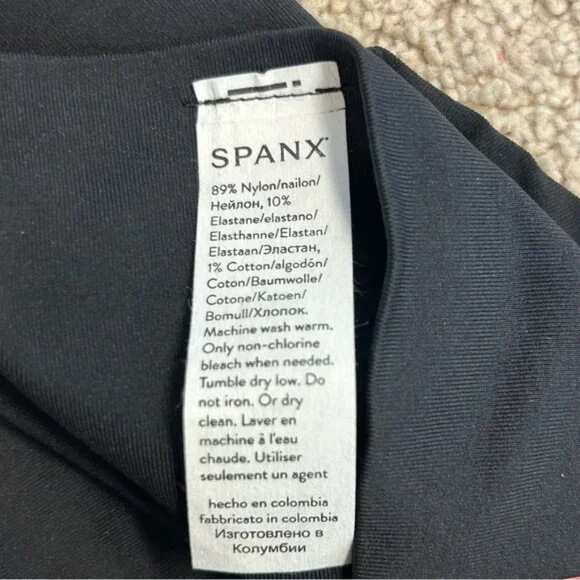 SPANX
89% Nylon/nailon/
Нейлон, 10%
Elastane/elastano/
Elasthanne/Elastan/
Elastaan/Эластан,
1% Cotton/algodón/
Coton/Baumwolle/
Cotone/Katoen/
Bomull/Хлопок.
Machine wash warm.
Only non-chlorine
bleach when needed.
Tumble dry low. Do
not iron. Or dry
clean. Laver en
machine à l'eau
chaude. Utiliser
seulement un agent
hecho en colombia
fabbricato in colombia
Изготовлено в
Колумбии